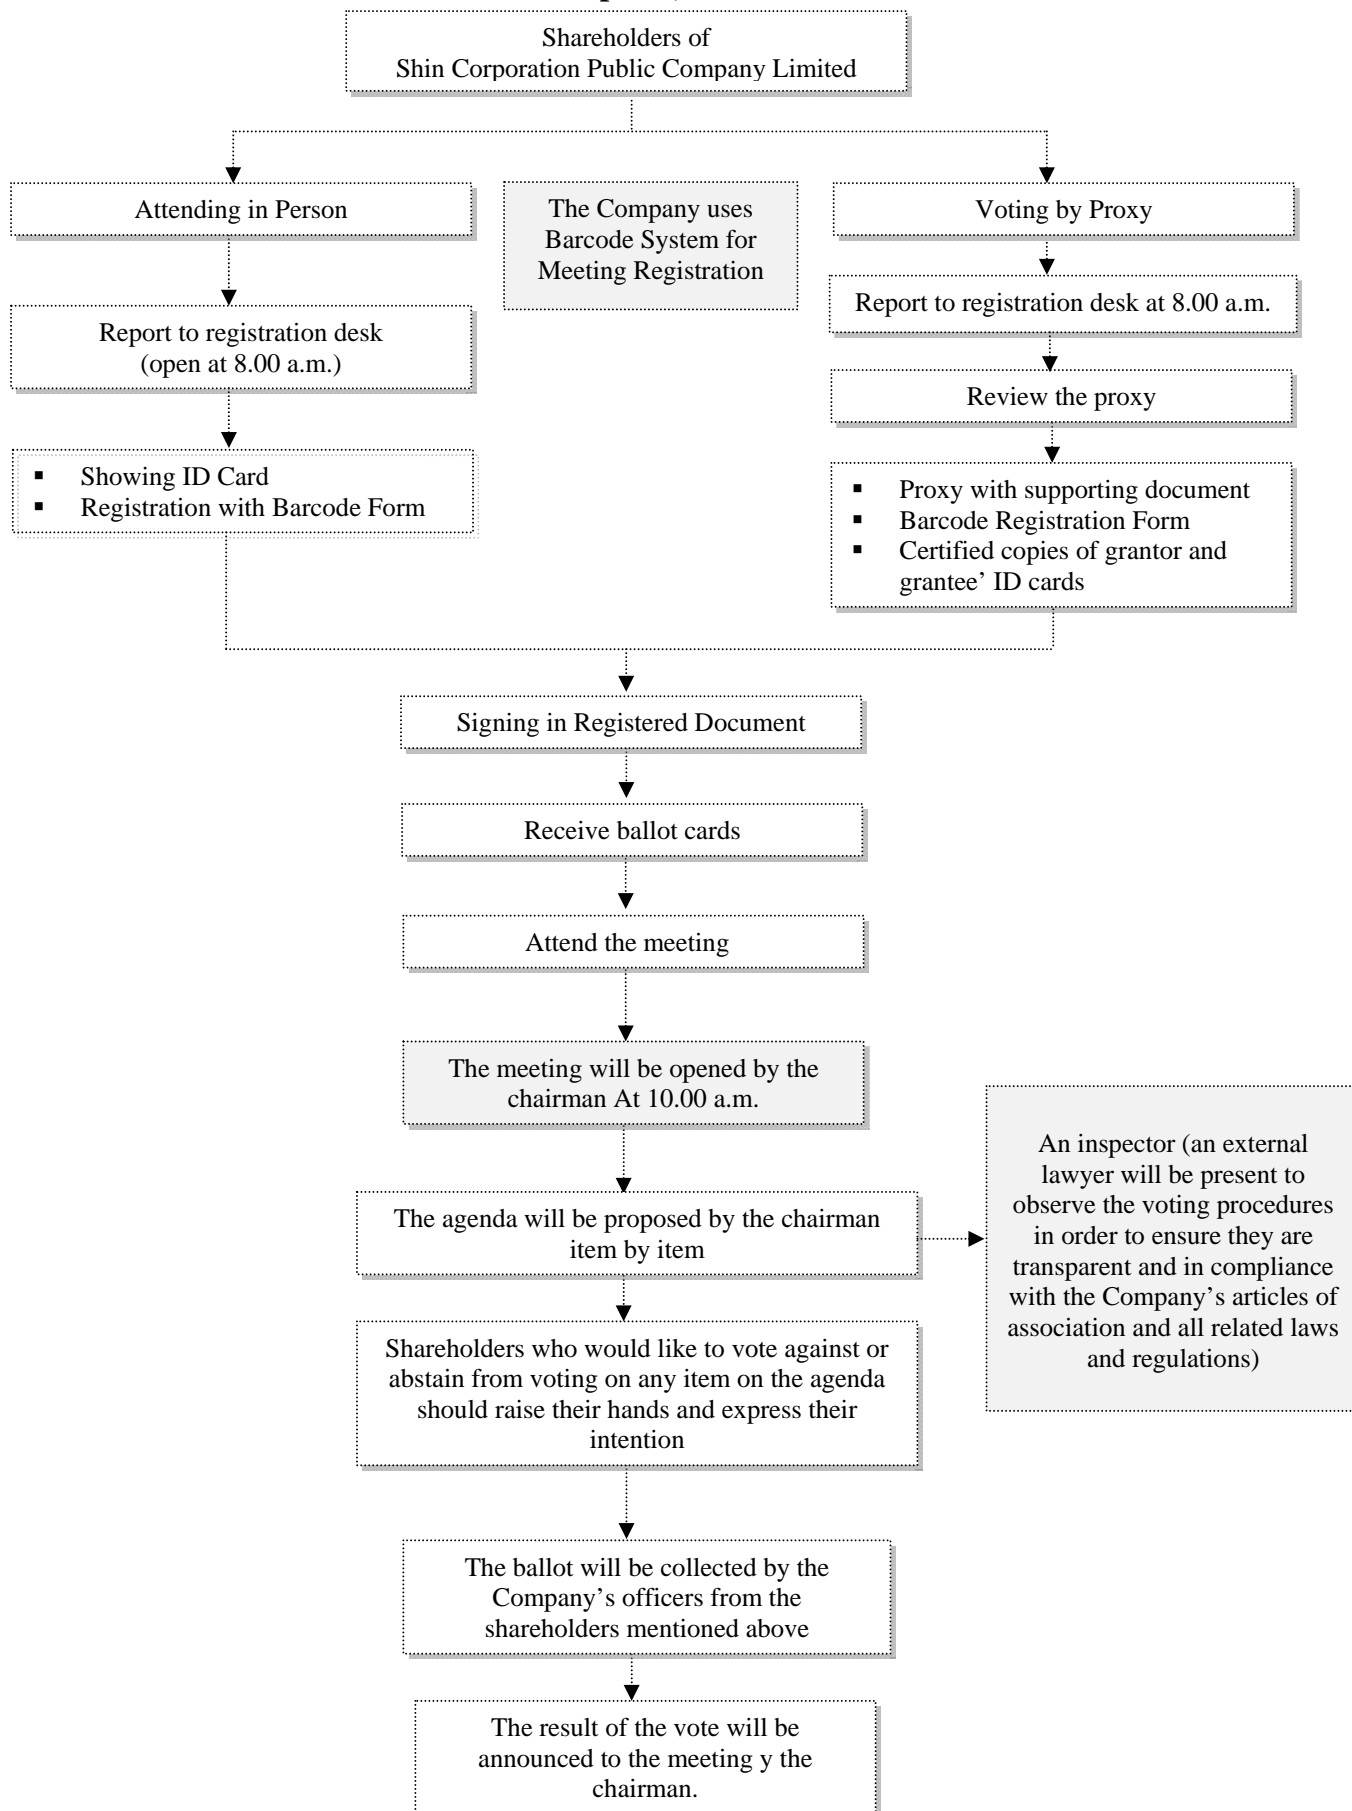 Shareholders of
Shin Corporation Public Company Limited
Attending in Person
The Company uses
Barcode System for
Meeting Registration
Voting by Proxy
Report to registration desk
(open at 8.00 a.m.)
Report to registration desk at 8.00 a.m.
Review the proxy
▪ Showing ID Card
▪ Registration with Barcode Form
▪ Proxy with supporting document
▪ Barcode Registration Form
▪ Certified copies of grantor and
grantee’ ID cards
Signing in Registered Document
Receive ballot cards
Attend the meeting
The meeting will be opened by the
chairman At 10.00 a.m.
The agenda will be proposed by the chairman
item by item
An inspector (an external
lawyer will be present to
observe the voting procedures
in order to ensure they are
transparent and in compliance
with the Company’s articles of
association and all related laws
and regulations)
Shareholders who would like to vote against or
abstain from voting on any item on the agenda
should raise their hands and express their
intention
The ballot will be collected by the
Company’s officers from the
shareholders mentioned above
The result of the vote will be
announced to the meeting y the
chairman.